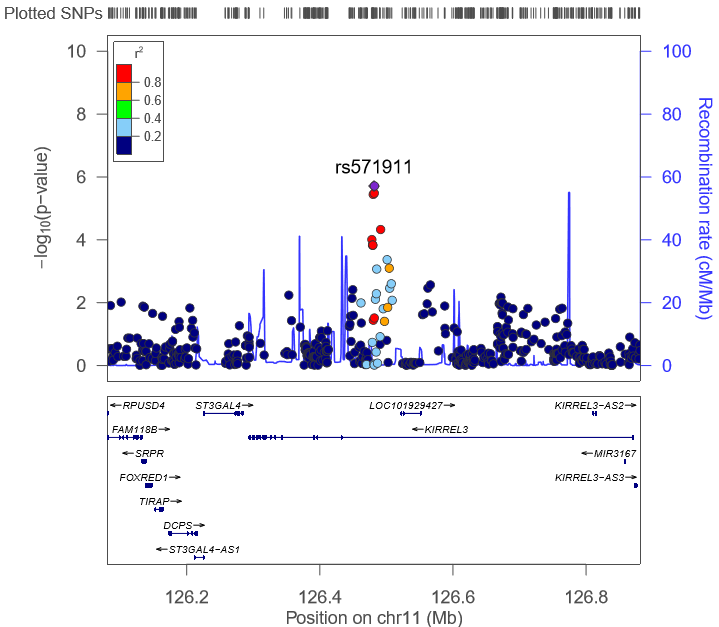 Plotted SNPs
r²
0.8
0.6
0.4
0.2
rs571911
10
8
6
4
2
0
−log10(p−value)
100
80
60
40
20
0
Recombination rate (cM/Mb)
←RPUSD4
ST3GAL4→
LOC101929427→
KIRREL3−AS2→
FAM118B→
←KIRREL3
←SRPR
←MIR3167
FOXRED1→
KIRREL3−AS3→
TIRAP→
DCPS→
←ST3GAL4−AS1
126.2
126.4
126.6
126.8
Position on chr11 (Mb)